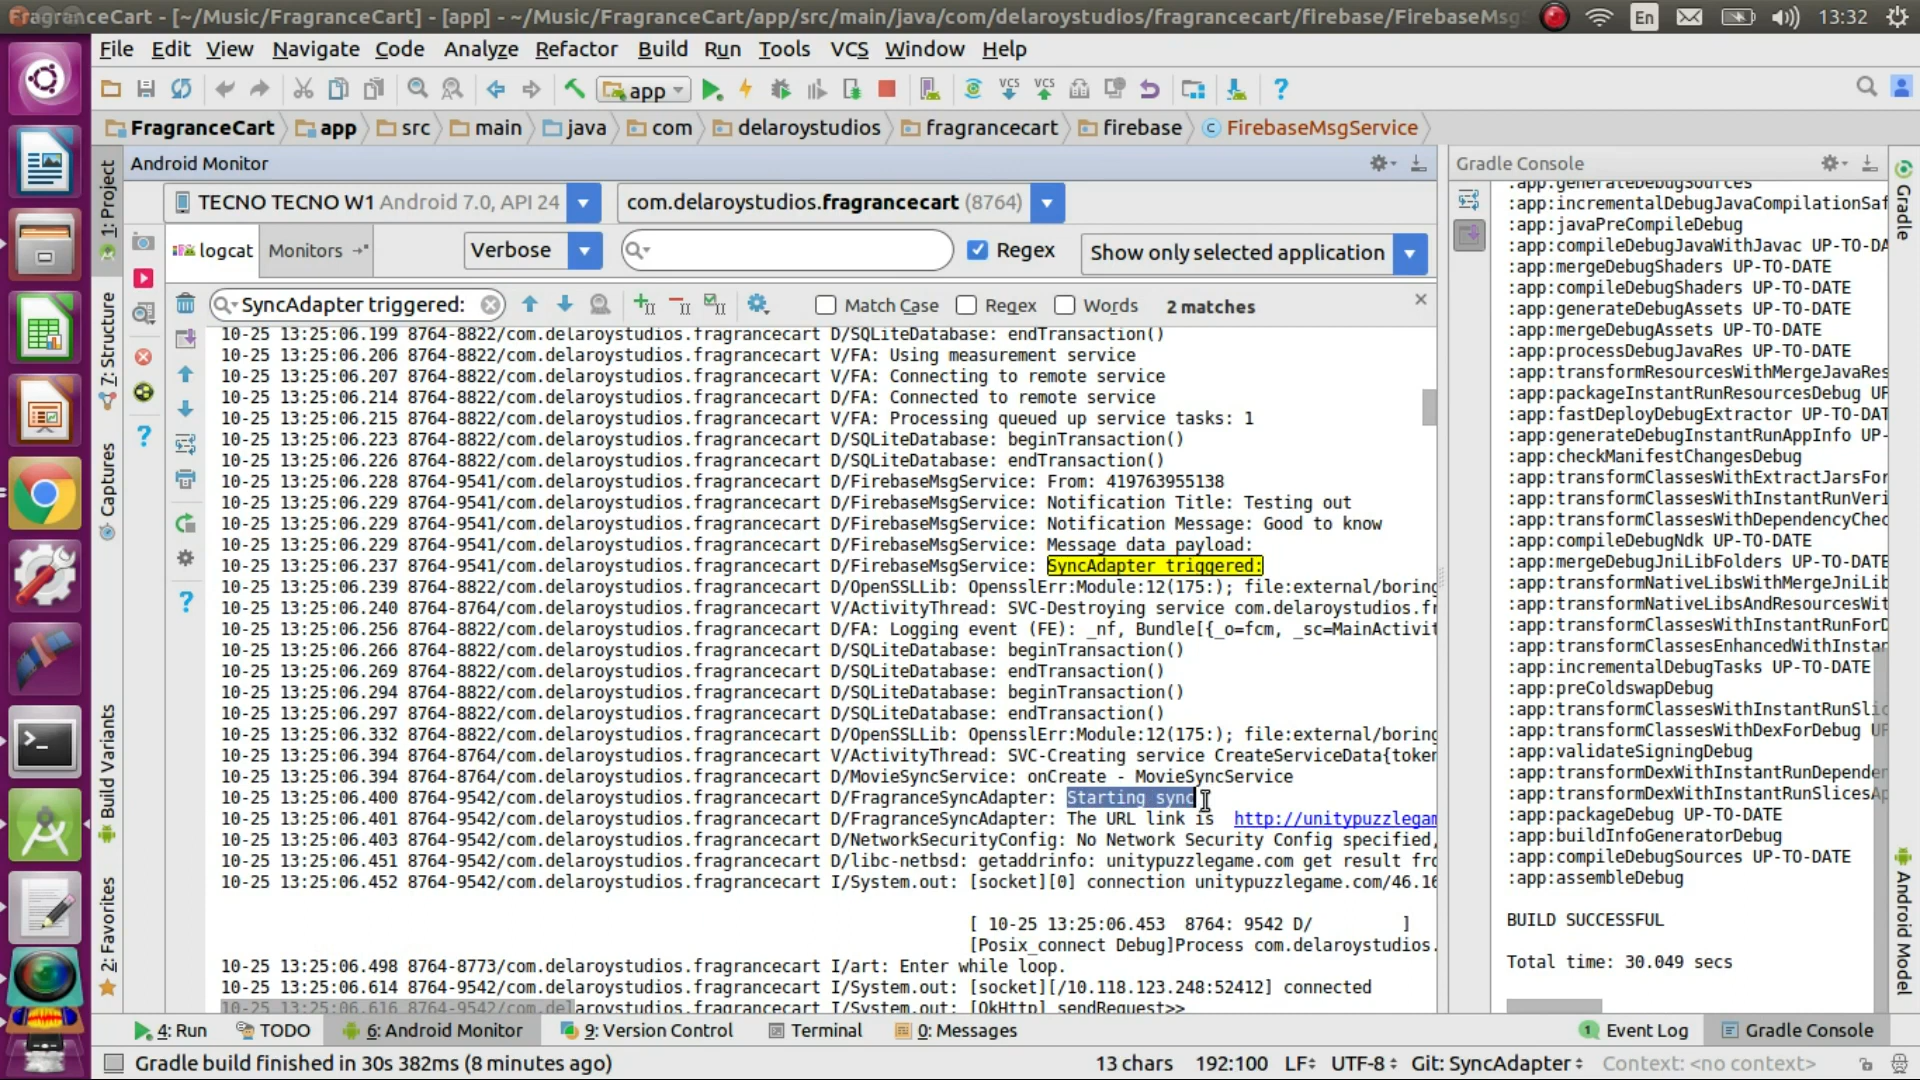 FragranceCart - [~/Music/FragranceCart] - [app] - ~/Music/FragranceCart/app/src/main/java/com/delaroystudios/fragrancecart/firebase/FirebaseMsgS
En
13:32
File Edit View Navigate Code Analyze Refactor Build Run Tools VCS Window Help
app
VCS VCS
FragranceCart app src main java com delaroystudios fragrancecart firebase FirebaseMsgService
Android Monitor
TECNO TECNO W1 Android 7.0, API 24
com.delaroystudios.fragrancecart (8764)
logcat Monitors
Verbose
Regex
Show only selected application
SyncAdapter triggered:
Match Case
Regex
Words
2 matches
10-25 13:25:06.199 8764-8822/com.delaroystudios.fragrancecart D/SQLiteDatabase: endTransaction()
10-25 13:25:06.206 8764-8822/com.delaroystudios.fragrancecart V/FA: Using measurement service
10-25 13:25:06.207 8764-8822/com.delaroystudios.fragrancecart V/FA: Connecting to remote service
10-25 13:25:06.214 8764-8822/com.delaroystudios.fragrancecart D/FA: Connected to remote service
10-25 13:25:06.215 8764-8822/com.delaroystudios.fragrancecart V/FA: Processing queued up service tasks: 1
10-25 13:25:06.223 8764-8822/com.delaroystudios.fragrancecart D/SQLiteDatabase: beginTransaction()
10-25 13:25:06.226 8764-8822/com.delaroystudios.fragrancecart D/SQLiteDatabase: endTransaction()
10-25 13:25:06.228 8764-9541/com.delaroystudios.fragrancecart D/FirebaseMsgService: From: 419763955138
10-25 13:25:06.229 8764-9541/com.delaroystudios.fragrancecart D/FirebaseMsgService: Notification Title: Testing out
10-25 13:25:06.229 8764-9541/com.delaroystudios.fragrancecart D/FirebaseMsgService: Notification Message: Good to know
10-25 13:25:06.229 8764-9541/com.delaroystudios.fragrancecart D/FirebaseMsgService: Message data payload:
10-25 13:25:06.237 8764-9541/com.delaroystudios.fragrancecart D/FirebaseMsgService: SyncAdapter triggered:
10-25 13:25:06.239 8764-8822/com.delaroystudios.fragrancecart D/OpenSSLLib: OpensslErr:Module:12(175:); file:external/boring
10-25 13:25:06.240 8764-8764/com.delaroystudios.fragrancecart V/ActivityThread: SVC-Destroying service com.delaroystudios.fr
10-25 13:25:06.256 8764-8822/com.delaroystudios.fragrancecart D/FA: Logging event (FE): _nf, Bundle[{_o=fcm, _sc=MainActivit
10-25 13:25:06.266 8764-8822/com.delaroystudios.fragrancecart D/SQLiteDatabase: beginTransaction()
10-25 13:25:06.269 8764-8822/com.delaroystudios.fragrancecart D/SQLiteDatabase: endTransaction()
10-25 13:25:06.294 8764-8822/com.delaroystudios.fragrancecart D/SQLiteDatabase: beginTransaction()
10-25 13:25:06.297 8764-8822/com.delaroystudios.fragrancecart D/SQLiteDatabase: endTransaction()
10-25 13:25:06.332 8764-8822/com.delaroystudios.fragrancecart D/OpenSSLLib: OpensslErr:Module:12(175:); file:external/boring
10-25 13:25:06.394 8764-8764/com.delaroystudios.fragrancecart V/ActivityThread: SVC-Creating service CreateServiceData{token
10-25 13:25:06.394 8764-8764/com.delaroystudios.fragrancecart D/MovieSyncService: onCreate - MovieSyncService
10-25 13:25:06.400 8764-9542/com.delaroystudios.fragrancecart D/FragranceSyncAdapter: Starting sync
10-25 13:25:06.401 8764-9542/com.delaroystudios.fragrancecart D/FragranceSyncAdapter: The URL link is http://unitypuzzlegam
10-25 13:25:06.403 8764-9542/com.delaroystudios.fragrancecart D/NetworkSecurityConfig: No Network Security Config specified,
10-25 13:25:06.451 8764-9542/com.delaroystudios.fragrancecart D/libc-netbsd: getaddrinfo: unitypuzzlegame.com get result fro
10-25 13:25:06.452 8764-9542/com.delaroystudios.fragrancecart I/System.out: [socket][0] connection unitypuzzlegame.com/46.16
[ 10-25 13:25:06.453 8764: 9542 D/ ]
[Posix_connect Debug]Process com.delaroystudios.
10-25 13:25:06.498 8764-8773/com.delaroystudios.fragrancecart I/art: Enter while loop.
10-25 13:25:06.614 8764-9542/com.delaroystudios.fragrancecart I/System.out: [socket][/10.118.123.248:52412] connected
10-25 13:25:06.616 8764-9542/com.delaroystudios.fragrancecart I/System.out: [OkHttp] sendRequest>>
Gradle Console
:app:generateDebugSources
:app:incrementalDebugJavaCompilationSaf
:app:javaPreCompileDebug
:app:compileDebugJavaWithJavac UP-TO-DA
:app:mergeDebugShaders UP-TO-DATE
:app:compileDebugShaders UP-TO-DATE
:app:generateDebugAssets UP-TO-DATE
:app:mergeDebugAssets UP-TO-DATE
:app:processDebugJavaRes UP-TO-DATE
:app:transformResourcesWithMergeJavaRes
:app:packageInstantRunResourcesDebug UP
:app:fastDeployDebugExtractor UP-TO-DAT
:app:generateDebugInstantRunAppInfo UP-
:app:checkManifestChangesDebug
:app:transformClassesWithExtractJarsFor
:app:transformClassesWithInstantRunVeri
:app:transformClassesWithDependencyChec
:app:compileDebugNdk UP-TO-DATE
:app:mergeDebugJniLibFolders UP-TO-DATE
:app:transformNativeLibsWithMergeJniLib
:app:transformNativeLibsAndResourcesWit
:app:transformClassesWithInstantRunForD
:app:transformClassesEnhancedWithInstan
:app:incrementalDebugTasks UP-TO-DATE
:app:preColdswapDebug
:app:transformClassesWithInstantRunSlic
:app:transformClassesWithDexForDebug UP
:app:validateSigningDebug
:app:transformDexWithInstantRunDependen
:app:transformDexWithInstantRunSlicesAp
:app:packageDebug UP-TO-DATE
:app:buildInfoGeneratorDebug
:app:compileDebugSources UP-TO-DATE
:app:assembleDebug
BUILD SUCCESSFUL
Total time: 30.049 secs
1: Project
7: Structure
Captures
Build Variants
2: Favorites
Gradle
Android Model
4: Run TODO 6: Android Monitor 9: Version Control Terminal 0: Messages
1 Event Log Gradle Console
Gradle build finished in 30s 382ms (8 minutes ago)
13 chars 192:100 LF UTF-8 Git: SyncAdapter Context: <no context>